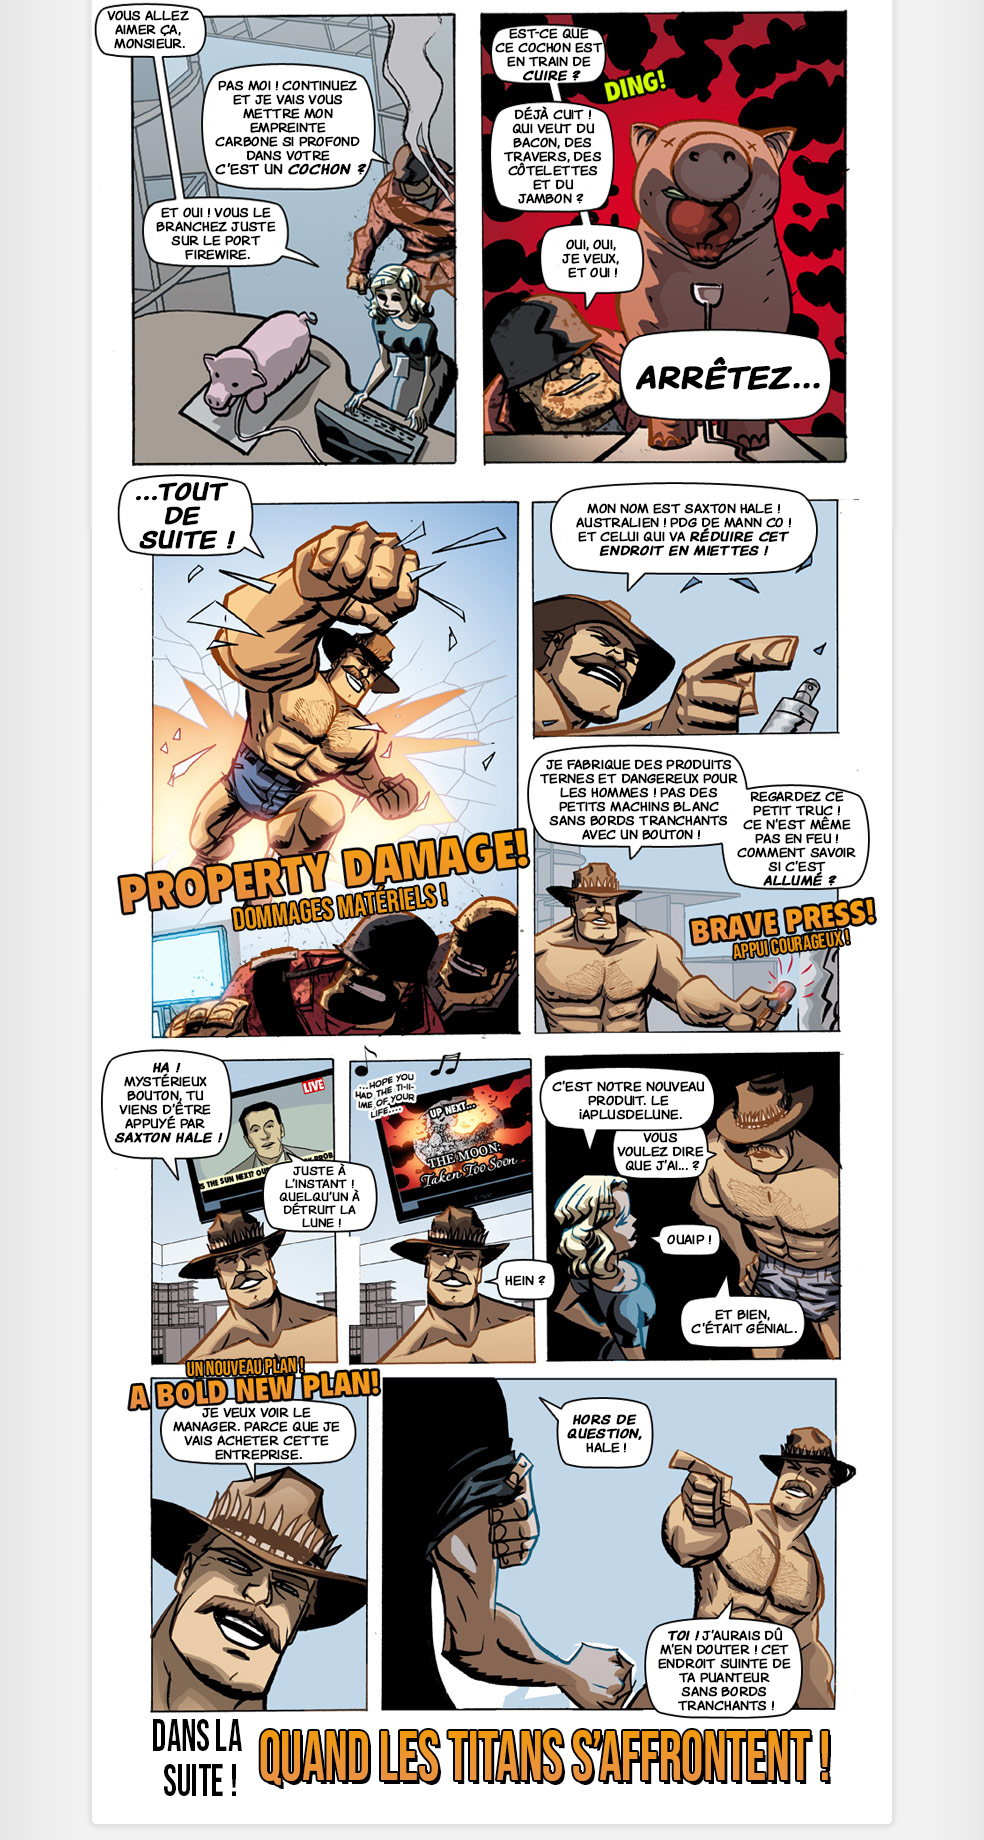 VOUS ALLEZ
AIMER ÇA,
MONSIEUR.
PAS MOI ! CONTINUEZ
ET JE VAIS VOUS
METTRE MON
EMPREINTE
CARBONE SI PROFOND
DANS VOTRE
C'EST UN COCHON ?
ET OUI ! VOUS LE
BRANCHEZ JUSTE
SUR LE PORT
FIREWIRE.
EST-CE QUE
CE COCHON EST
EN TRAIN DE
CUIRE ?
DING!
DÉJÀ CUIT !
QUI VEUT DU
BACON, DES
TRAVERS, DES
CÔTELETTES
ET DU
JAMBON ?
OUI, OUI,
JE VEUX,
ET OUI !
ARRÊTEZ...
...TOUT
DE
SUITE !
MON NOM EST SAXTON HALE !
AUSTRALIEN ! PDG DE MANN CO !
ET CELUI QUI VA RÉDUIRE CET
ENDROIT EN MIETTES !
PROPERTY DAMAGE!
DOMMAGES MATÉRIELS !
JE FABRIQUE DES PRODUITS
TERNES ET DANGEREUX POUR
LES HOMMES ! PAS DES
PETITS MACHINS BLANC
SANS BORDS TRANCHANTS
AVEC UN BOUTON !
REGARDEZ CE
PETIT TRUC !
CE N'EST MÊME
PAS EN FEU !
COMMENT SAVOIR
SI C'EST
ALLUMÉ ?
BRAVE PRESS!
APPUI COURAGEUX !
HA !
MYSTÉRIEUX
BOUTON, TU
VIENS D'ÊTRE
APPUYÉ PAR
SAXTON HALE !
LIVE
S THE SUN NEXT? OUR
PROB
JUSTE À
L'INSTANT !
QUELQU'UN À
DÉTRUIT LA
LUNE !
...HOPE YOU
HAD THE TI-II-
IME OF YOUR
LIFE....
UP NEXT...
THE MOON:
Taken Too Soon
HEIN ?
C'EST NOTRE NOUVEAU
PRODUIT. LE
iAPLUSDELUNE.
VOUS
VOULEZ DIRE
QUE J'AI... ?
OUAIP !
ET BIEN,
C'ÉTAIT GÉNIAL.
UN NOUVEAU PLAN !
A BOLD NEW PLAN!
JE VEUX VOIR LE
MANAGER. PARCE QUE JE
VAIS ACHETER CETTE
ENTREPRISE.
HORS DE
QUESTION,
HALE !
TOI ! J'AURAIS DÛ
M'EN DOUTER ! CET
ENDROIT SUINTE DE
TA PUANTEUR
SANS BORDS
TRANCHANTS !
DANS LA
SUITE !
QUAND LES TITANS S'AFFRONTENT !